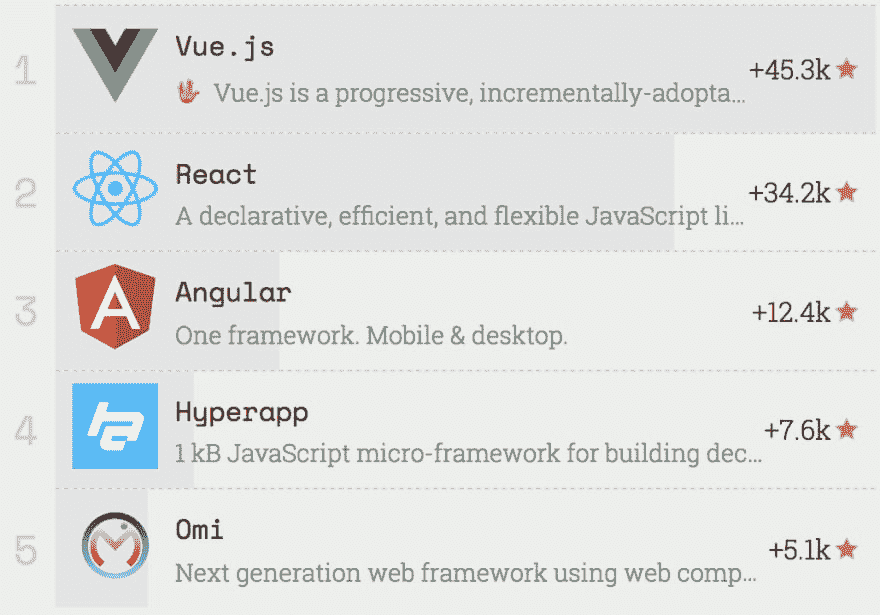 1
Vue.js
+45.3k
🖖 Vue.js is a progressive, incrementally-adopta...
2
React
+34.2k
A declarative, efficient, and flexible JavaScript li...
3
Angular
+12.4k
One framework. Mobile & desktop.
4
Hyperapp
+7.6k
1 kB JavaScript micro-framework for building dec...
5
Omi
+5.1k
Next generation web framework using web comp...